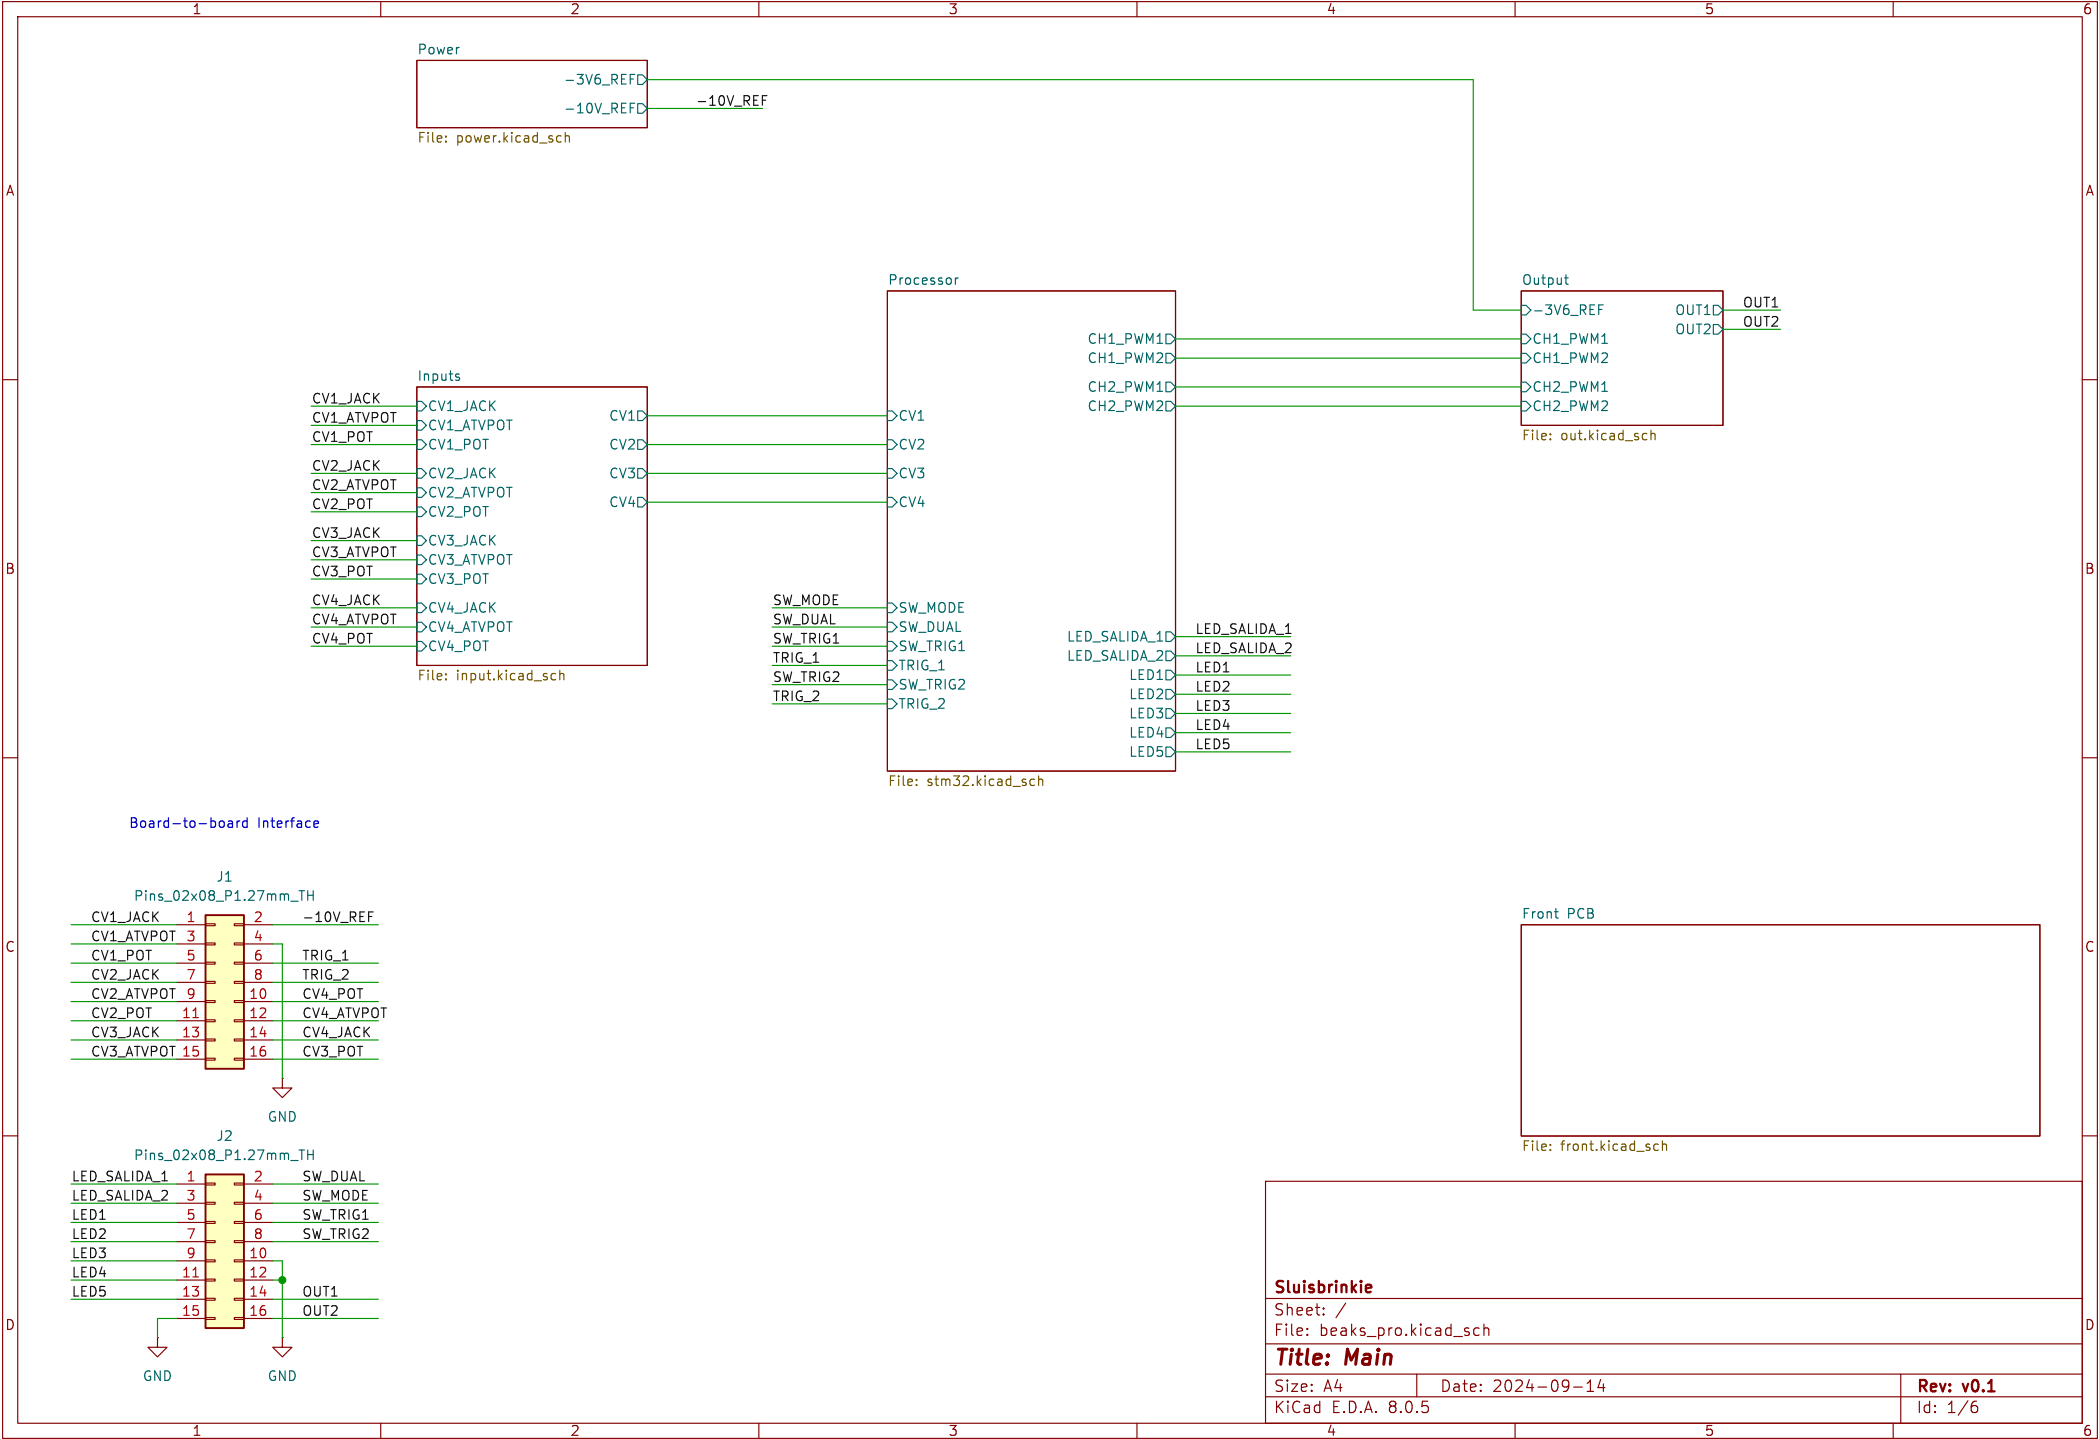 1 2 3 4 5 6
A A
B B
C C
D D
Power
-3V6_REF
-10V_REF
-10V_REF
File: power.kicad_sch
Inputs
CV1_JACK CV1_JACK
CV1_ATVPOT CV1_ATVPOT
CV1_POT CV1_POT
CV2_JACK CV2_JACK
CV2_ATVPOT CV2_ATVPOT
CV2_POT CV2_POT
CV3_JACK CV3_JACK
CV3_ATVPOT CV3_ATVPOT
CV3_POT CV3_POT
CV4_JACK CV4_JACK
CV4_ATVPOT CV4_ATVPOT
CV4_POT CV4_POT
CV1
CV2
CV3
CV4
File: input.kicad_sch
Processor
CV1
CV2
CV3
CV4
SW_MODE SW_MODE
SW_DUAL SW_DUAL
SW_TRIG1 SW_TRIG1
TRIG_1 TRIG_1
SW_TRIG2 SW_TRIG2
TRIG_2 TRIG_2
CH1_PWM1
CH1_PWM2
CH2_PWM1
CH2_PWM2
LED_SALIDA_1 LED_SALIDA_1
LED_SALIDA_2 LED_SALIDA_2
LED1 LED1
LED2 LED2
LED3 LED3
LED4 LED4
LED5 LED5
File: stm32.kicad_sch
Output
-3V6_REF
CH1_PWM1
CH1_PWM2
CH2_PWM1
CH2_PWM2
OUT1 OUT1
OUT2 OUT2
File: out.kicad_sch
Board-to-board Interface
J1
Pins_02x08_P1.27mm_TH
CV1_JACK 1 2 -10V_REF
CV1_ATVPOT 3 4
CV1_POT 5 6 TRIG_1
CV2_JACK 7 8 TRIG_2
CV2_ATVPOT 9 10 CV4_POT
CV2_POT 11 12 CV4_ATVPOT
CV3_JACK 13 14 CV4_JACK
CV3_ATVPOT 15 16 CV3_POT
GND
J2
Pins_02x08_P1.27mm_TH
LED_SALIDA_1 1 2 SW_DUAL
LED_SALIDA_2 3 4 SW_MODE
LED1 5 6 SW_TRIG1
LED2 7 8 SW_TRIG2
LED3 9 10
LED4 11 12
LED5 13 14 OUT1
15 16 OUT2
GND GND
Front PCB
File: front.kicad_sch
Sluisbrinkie
Sheet: /
File: beaks_pro.kicad_sch
Title: Main
Size: A4 Date: 2024-09-14 Rev: v0.1
KiCad E.D.A. 8.0.5 Id: 1/6
1 2 3 4 5 6